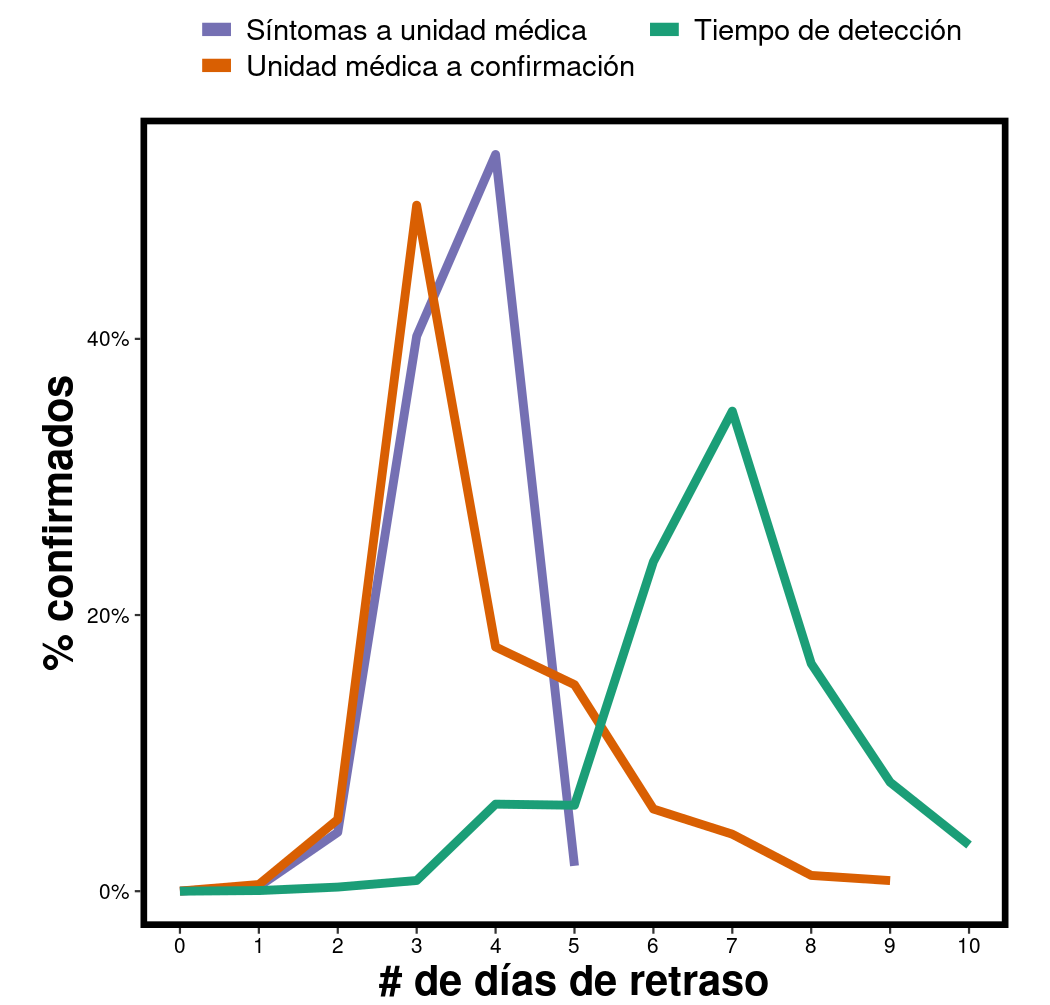 Síntomas a unidad médica
Tiempo de detección
Unidad médica a confirmación
% confirmados
40%
20%
0%
0 1 2 3 4 5 6 7 8 9 10
# de días de retraso